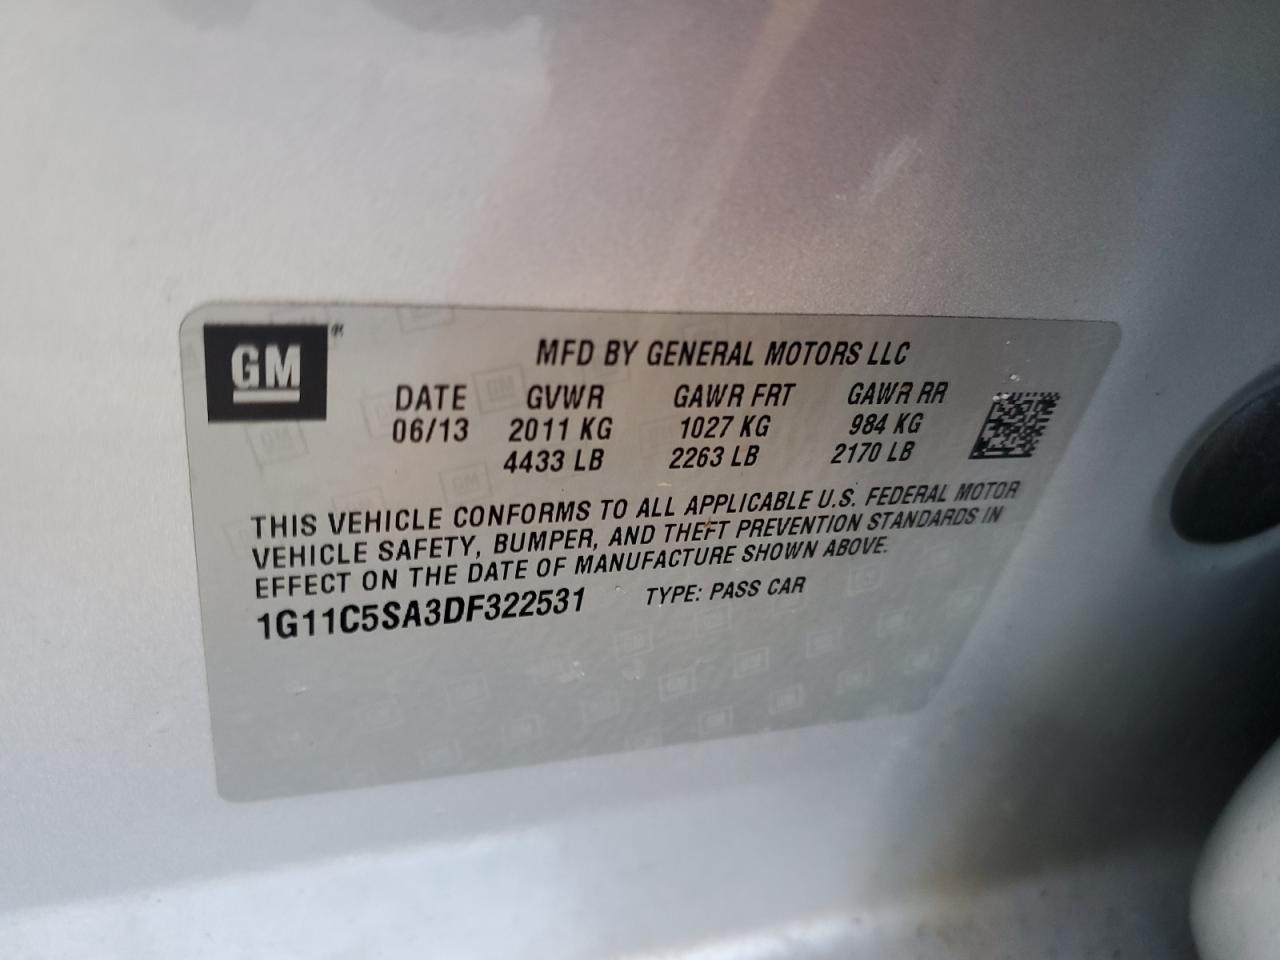 GM®
MFD BY GENERAL MOTORS LLC
DATE GVWR GAWR FRT GAWR RR
06/13 2011 KG 1027 KG 984 KG
4433 LB 2263 LB 2170 LB
THIS VEHICLE CONFORMS TO ALL APPLICABLE U.S. FEDERAL MOTOR
VEHICLE SAFETY, BUMPER, AND THEFT PREVENTION STANDARDS IN
EFFECT ON THE DATE OF MANUFACTURE SHOWN ABOVE.
1G11C5SA3DF322531 TYPE: PASS CAR